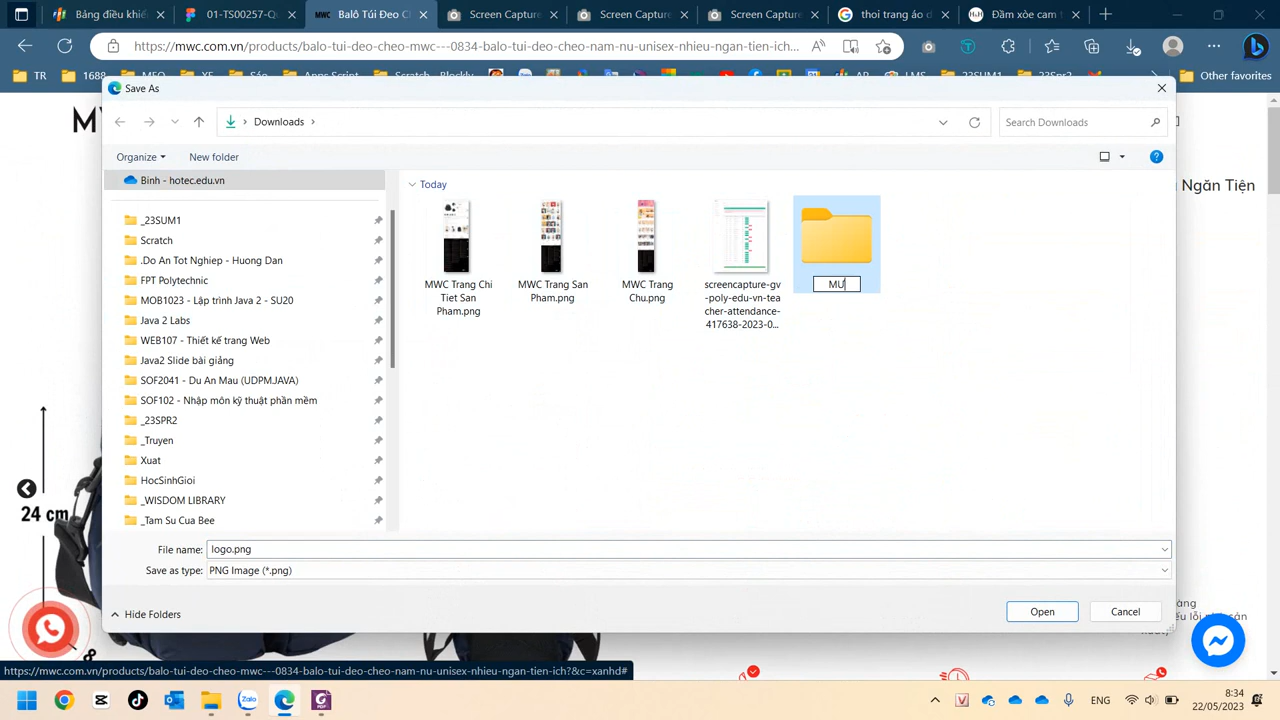 Bảng điều khiể
01-TS00257-Qu
MWC Balo Túi Đeo C
Screen Capture
Screen Capture
Screen Capture
thoi trang áo d
H&H Đầm xòe cam t
https://mwc.com.vn/products/balo-tui-deo-cheo-mwc---0834-balo-tui-deo-cheo-nam-nu-unisex-nhieu-ngan-tien-ich...
TR
1688
Other favorites
Save As
Downloads
Search Downloads
Organize
New folder
Binh - hotec.edu.vn
_23SUM1
Scratch
.Do An Tot Nghiep - Huong Dan
FPT Polytechnic
MOB1023 - Lập trình Java 2 - SU20
Java 2 Labs
WEB107 - Thiết kế trang Web
Java2 Slide bài giảng
SOF2041 - Du An Mau (UDPM.JAVA)
SOF102 - Nhập môn kỹ thuật phần mềm
_23SPR2
_Truyen
Xuat
HocSinhGioi
_WISDOM LIBRARY
_Tam Su Cua Bee
Today
MWC Trang Chi
Tiet San
Pham.png
MWC Trang San
Pham.png
MWC Trang
Chu.png
screencapture-gv
-poly-edu-vn-tea
cher-attendance-
417638-2023-0...
MƯ
File name:
logo.png
Save as type:
PNG Image (*.png)
Hide Folders
Open
Cancel
Ngăn Tiện
24 cm
https://mwc.com.vn/products/balo-tui-deo-cheo-mwc---0834-balo-tui-deo-cheo-nam-nu-unisex-nhieu-ngan-tien-ich?&c=xanhd#
ENG
8:34
22/05/2023